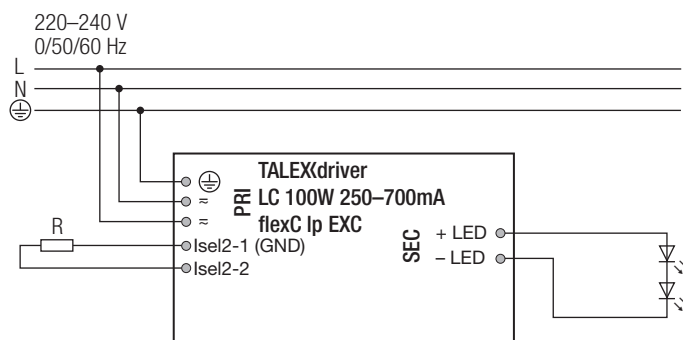 220–240 V
0/50/60 Hz
L
N
TALEXXdriver
LC 100W 250–700mA
flexC lp EXC
PRI
≂
≂
R
Isel2-1 (GND)
Isel2-2
SEC
+ LED
– LED